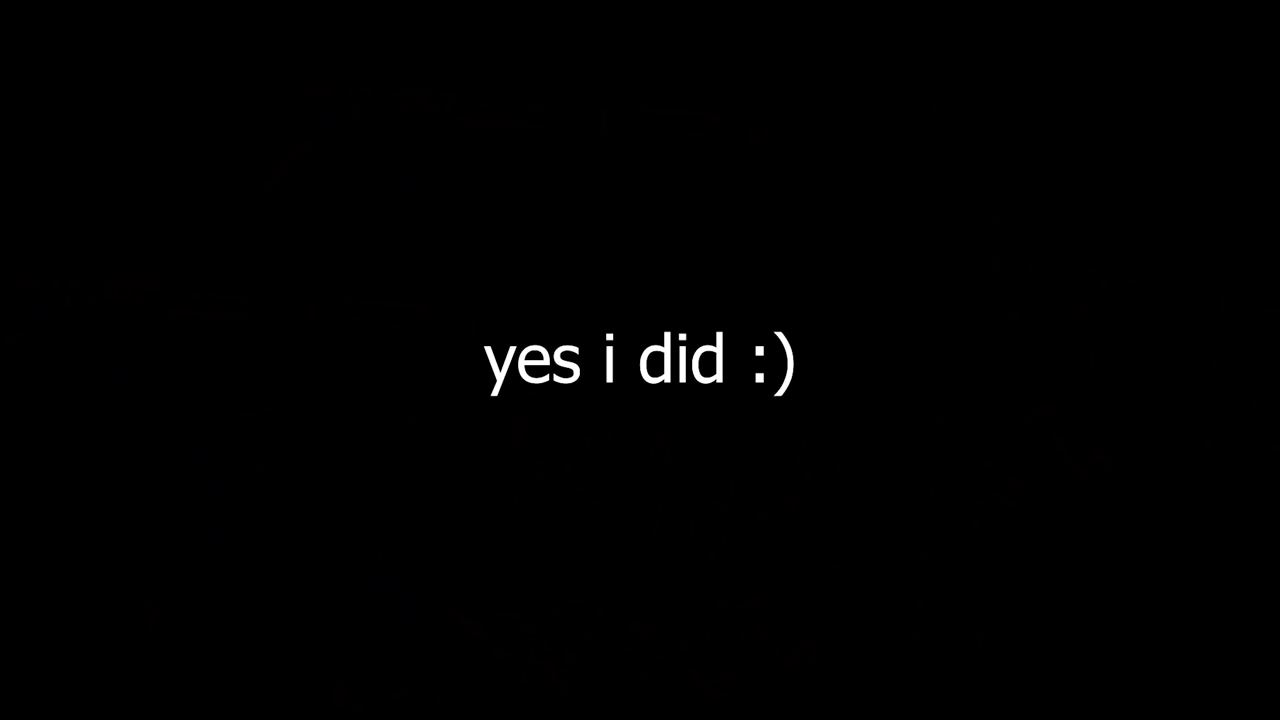 yes i did :)